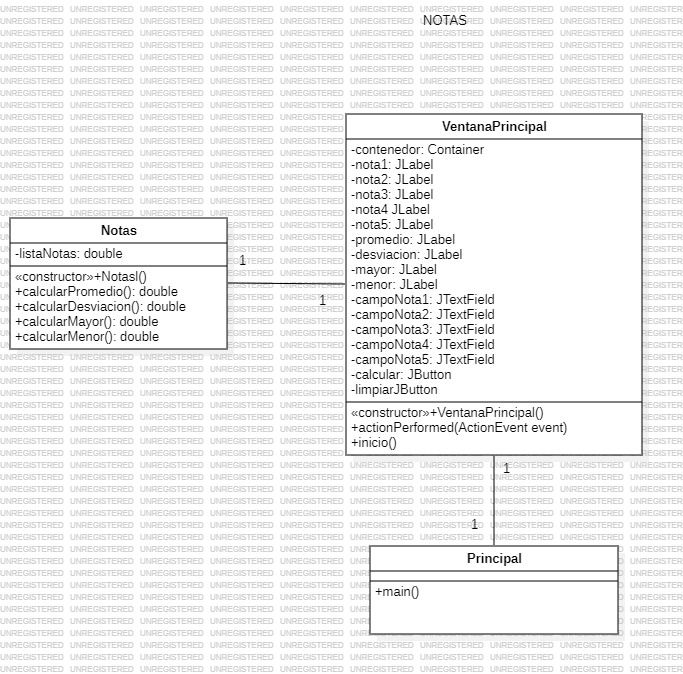 NOTAS
VentanaPrincipal
-contenedor: Container
-nota1: JLabel
-nota2: JLabel
-nota3: JLabel
-nota4 JLabel
-nota5: JLabel
-promedio: JLabel
-desviacion: JLabel
-mayor: JLabel
-menor: JLabel
-campoNota1: JTextField
-campoNota2: JTextField
-campoNota3: JTextField
-campoNota4: JTextField
-campoNota5: JTextField
-calcular: JButton
-limpiarJButton
«constructor»+VentanaPrincipal()
+actionPerformed(ActionEvent event)
+inicio()
Notas
-listaNotas: double
«constructor»+Notasl()
+calcularPromedio(): double
+calcularDesviacion(): double
+calcularMayor(): double
+calcularMenor(): double
1
1
1
1
Principal
+main()
UNREGISTERED